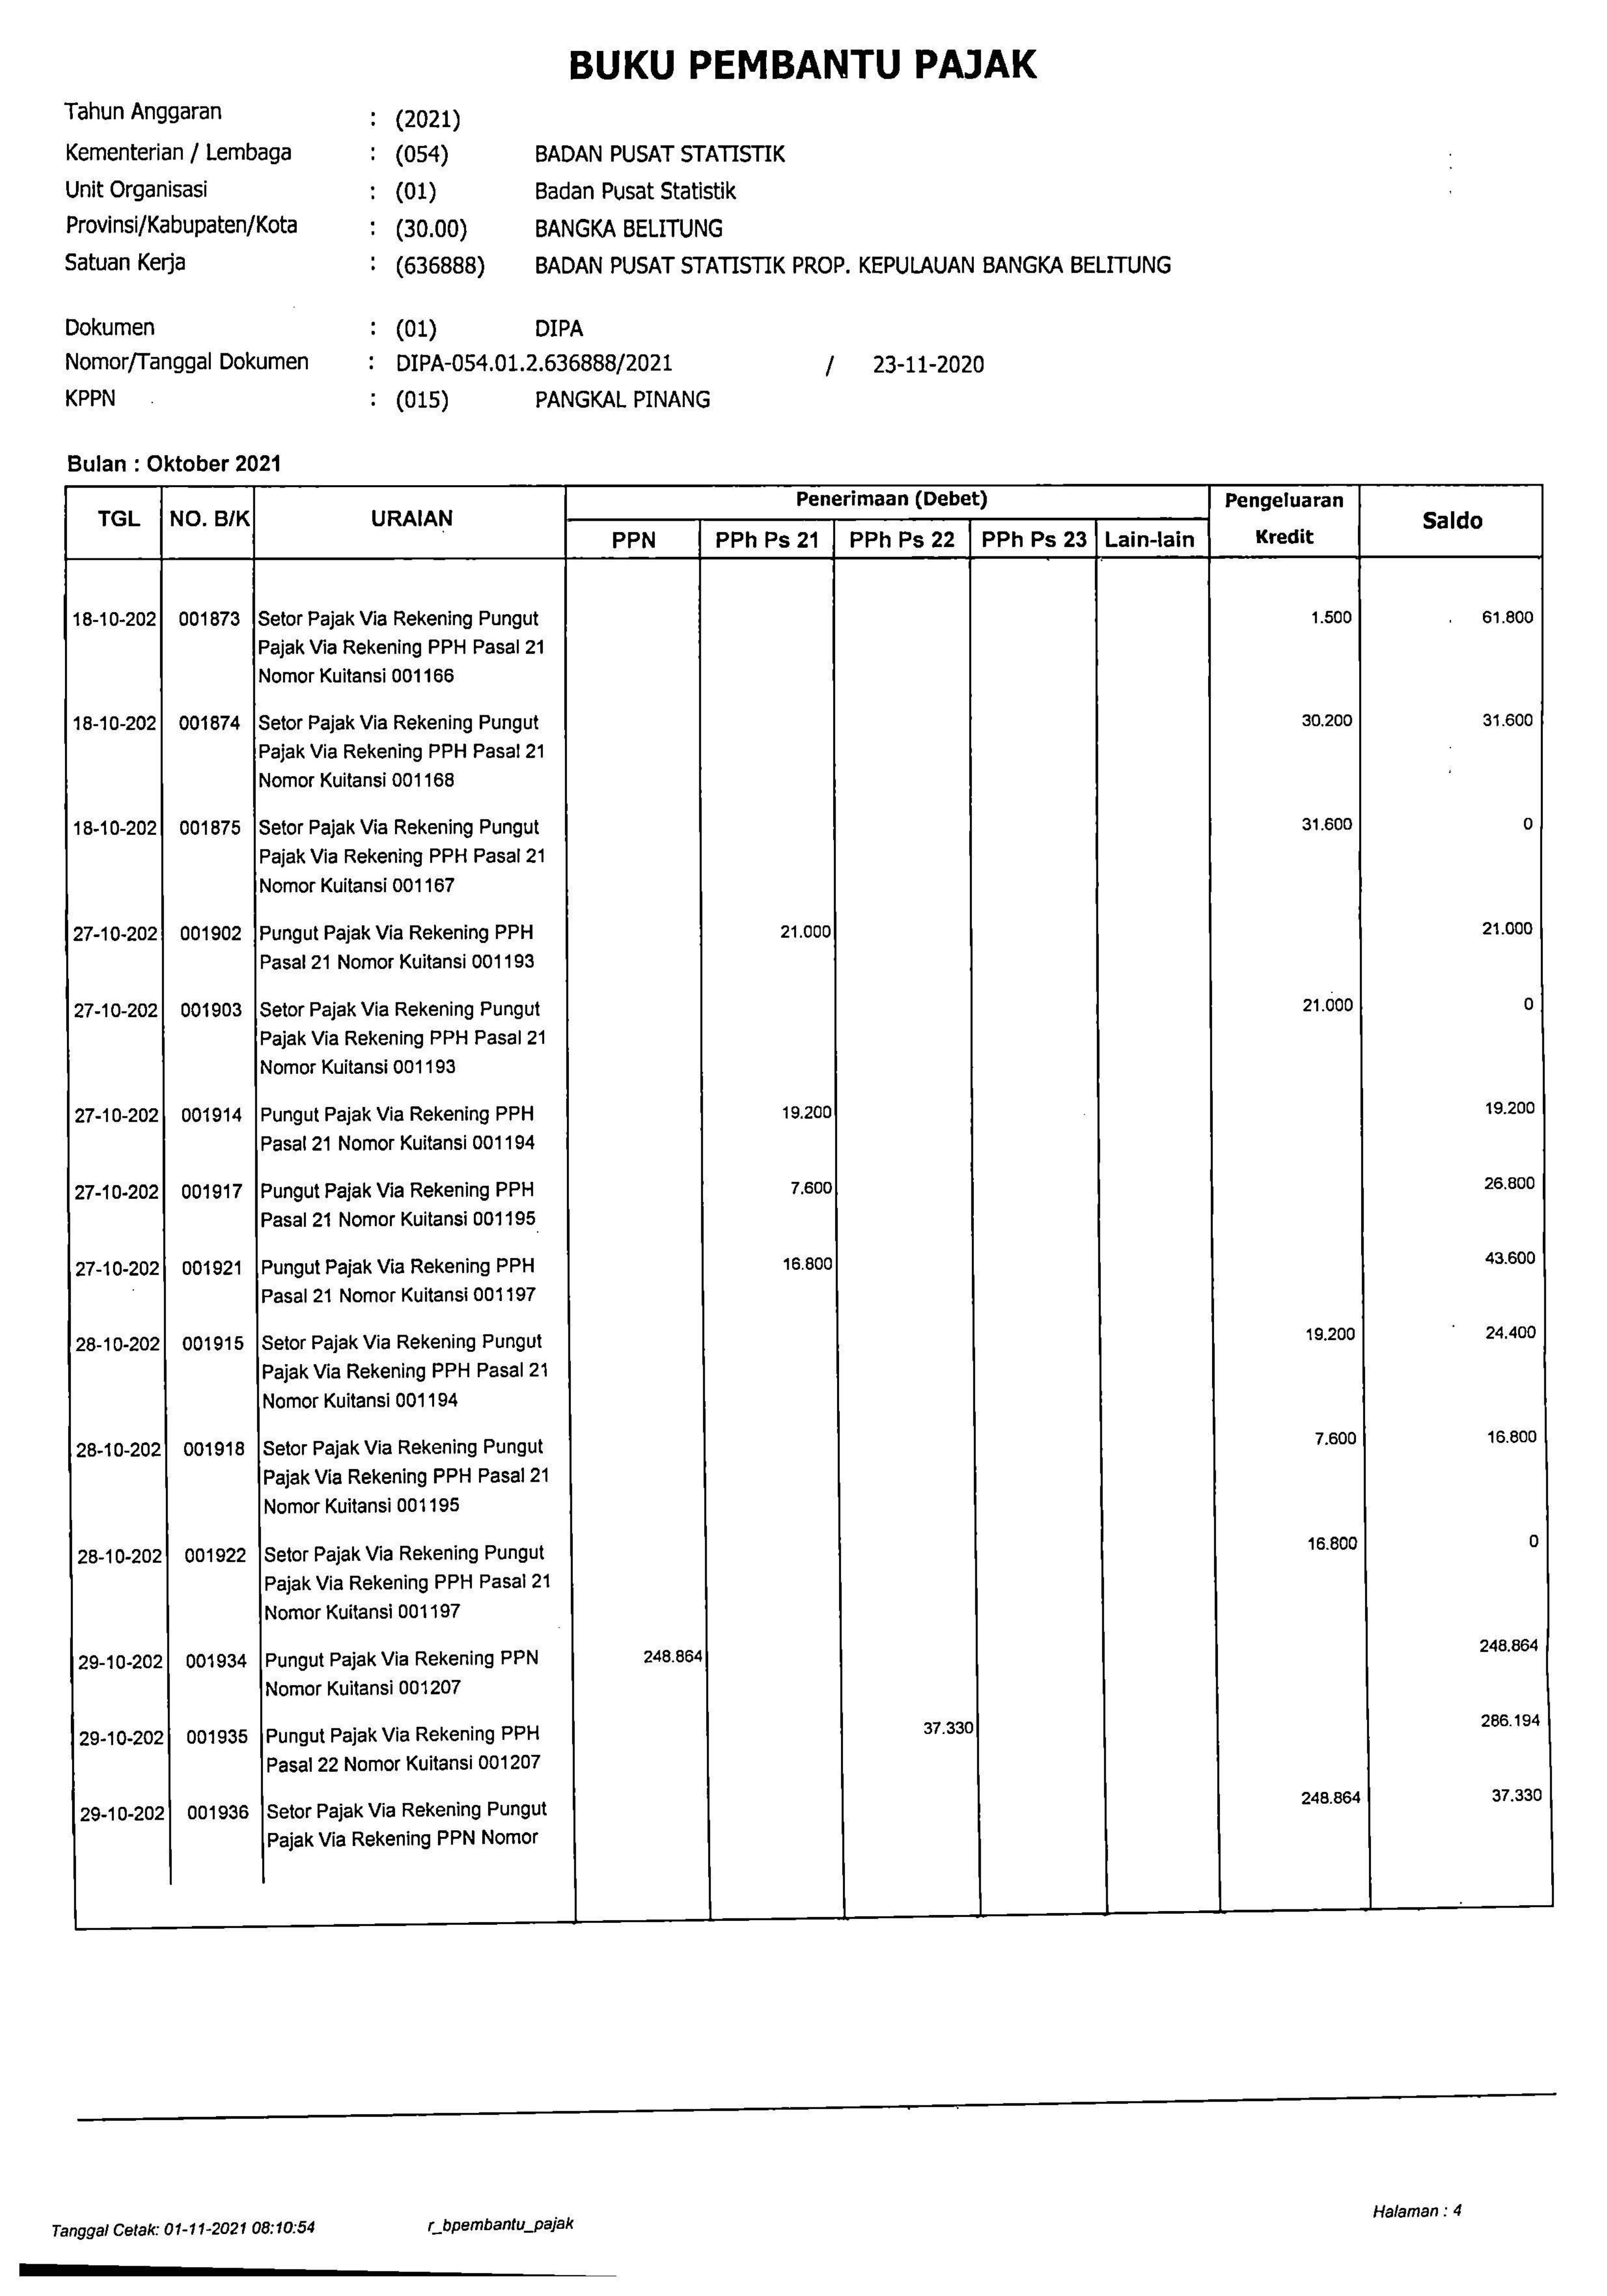 BUKU PEMBANTU PAJAK
Tahun Anggaran : (2021)
Kementerian / Lembaga : (054) BADAN PUSAT STATISTIK
Unit Organisasi : (01) Badan Pusat Statistik
Provinsi/Kabupaten/Kota : (30.00) BANGKA BELITUNG
Satuan Kerja : (636888) BADAN PUSAT STATISTIK PROP. KEPULAUAN BANGKA BELITUNG
Dokumen : (01) DIPA
Nomor/Tanggal Dokumen : DIPA-054.01.2.636888/2021 / 23-11-2020
KPPN : (015) PANGKAL PINANG
Bulan : Oktober 2021
TGL NO. B/K URAIAN Penerimaan (Debet) Pengeluaran Saldo
PPN PPh Ps 21 PPh Ps 22 PPh Ps 23 Lain-lain Kredit
18-10-202 001873 Setor Pajak Via Rekening Pungut 1.500 61.800
Pajak Via Rekening PPH Pasal 21
Nomor Kuitansi 001166
18-10-202 001874 Setor Pajak Via Rekening Pungut 30.200 31.600
Pajak Via Rekening PPH Pasal 21
Nomor Kuitansi 001168
18-10-202 001875 Setor Pajak Via Rekening Pungut 31.600 0
Pajak Via Rekening PPH Pasal 21
Nomor Kuitansi 001167
27-10-202 001902 Pungut Pajak Via Rekening PPH 21.000 21.000
Pasal 21 Nomor Kuitansi 001193
27-10-202 001903 Setor Pajak Via Rekening Pungut 21.000 0
Pajak Via Rekening PPH Pasal 21
Nomor Kuitansi 001193
27-10-202 001914 Pungut Pajak Via Rekening PPH 19.200 19.200
Pasal 21 Nomor Kuitansi 001194
27-10-202 001917 Pungut Pajak Via Rekening PPH 7.600 26.800
Pasal 21 Nomor Kuitansi 001195
27-10-202 001921 Pungut Pajak Via Rekening PPH 16.800 43.600
Pasal 21 Nomor Kuitansi 001197
28-10-202 001915 Setor Pajak Via Rekening Pungut 19.200 24.400
Pajak Via Rekening PPH Pasal 21
Nomor Kuitansi 001194
28-10-202 001918 Setor Pajak Via Rekening Pungut 7.600 16.800
Pajak Via Rekening PPH Pasal 21
Nomor Kuitansi 001195
28-10-202 001922 Setor Pajak Via Rekening Pungut 16.800 0
Pajak Via Rekening PPH Pasal 21
Nomor Kuitansi 001197
29-10-202 001934 Pungut Pajak Via Rekening PPN 248.864 248.864
Nomor Kuitansi 001207
29-10-202 001935 Pungut Pajak Via Rekening PPH 37.330 286.194
Pasal 22 Nomor Kuitansi 001207
29-10-202 001936 Setor Pajak Via Rekening Pungut 248.864 37.330
Pajak Via Rekening PPN Nomor
Tanggal Cetak: 01-11-2021 08:10:54 r_bpembantu_pajak Halaman : 4